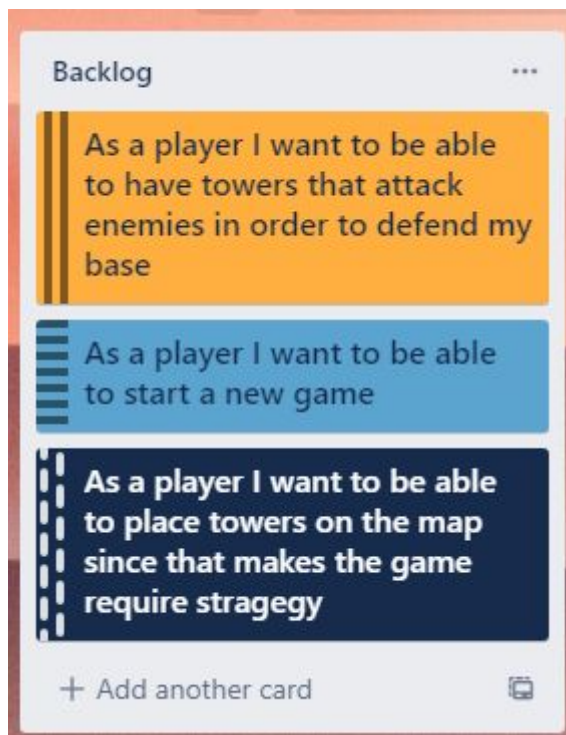 Backlog
As a player I want to be able
to have towers that attack
enemies in order to defend my
base
As a player I want to be able
to start a new game
As a player I want to be able
to place towers on the map
since that makes the game
require stragegy
+ Add another card